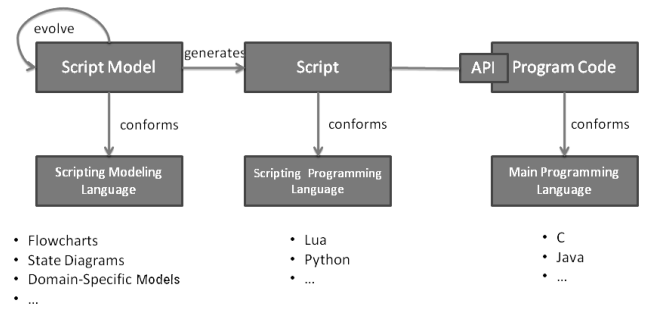 evolve
Script Model
generates
Script
API
Program Code
conforms
conforms
conforms
Scripting Modeling
Language
Scripting Programming
Language
Main Programming
Language
• Flowcharts
• State Diagrams
• Domain-Specific Models
• ...
• Lua
• Python
• ...
• C
• Java
• ...